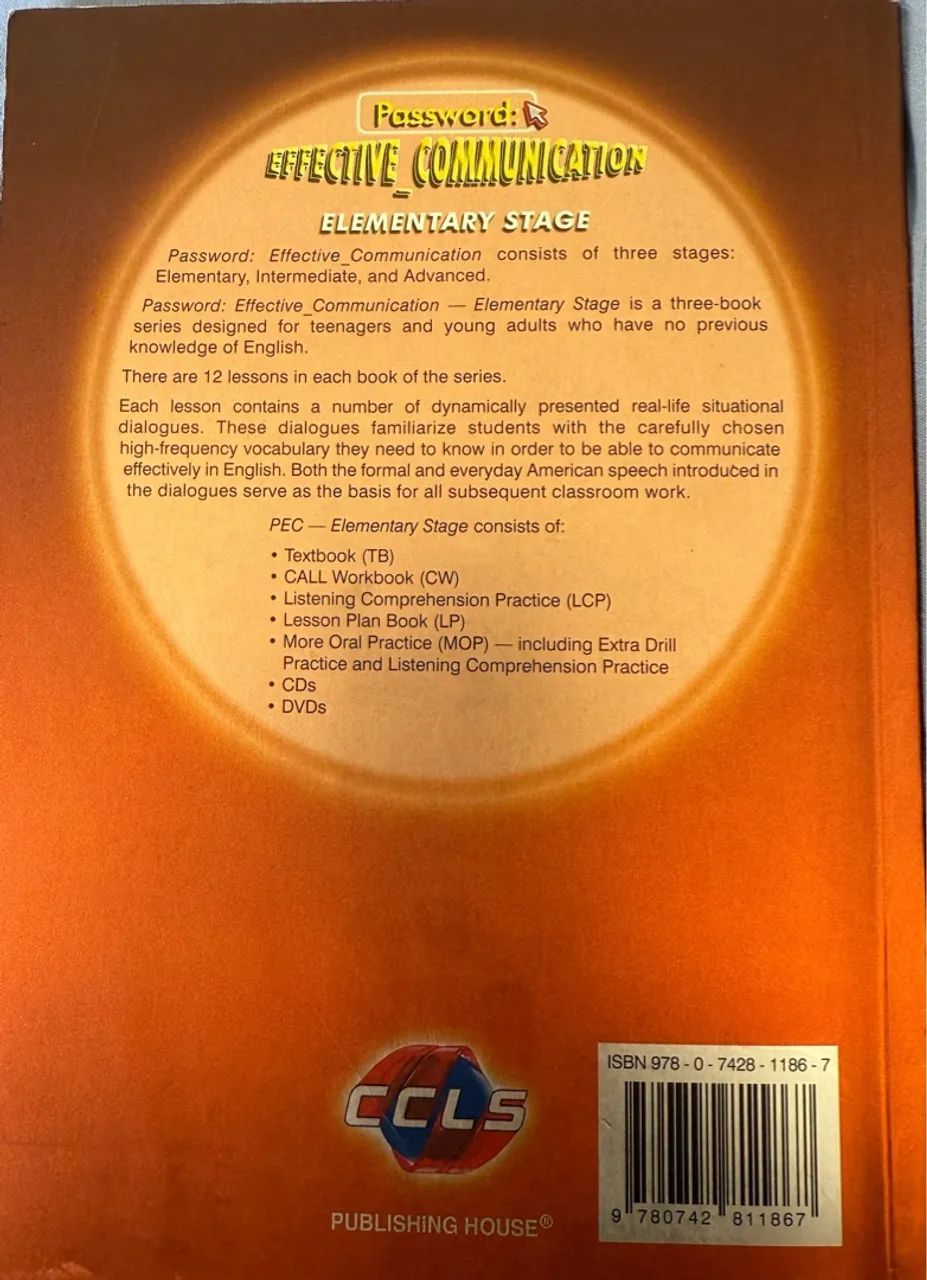 Password:
EFFECTIVE_COMMUNICATION
ELEMENTARY STAGE
Password: Effective_Communication consists of three stages:
Elementary, Intermediate, and Advanced.
Password: Effective_Communication — Elementary Stage is a three-book
series designed for teenagers and young adults who have no previous
knowledge of English.
There are 12 lessons in each book of the series.
Each lesson contains a number of dynamically presented real-life situational
dialogues. These dialogues familiarize students with the carefully chosen
high-frequency vocabulary they need to know in order to be able to communicate
effectively in English. Both the formal and everyday American speech introduced in
the dialogues serve as the basis for all subsequent classroom work.
PEC — Elementary Stage consists of:
• Textbook (TB)
• CALL Workbook (CW)
• Listening Comprehension Practice (LCP)
• Lesson Plan Book (LP)
• More Oral Practice (MOP) — including Extra Drill
Practice and Listening Comprehension Practice
• CDs
• DVDs
CCLS
PUBLISHING HOUSE®
ISBN 978 - 0 - 7428 - 1186 - 7
9 780742 811867